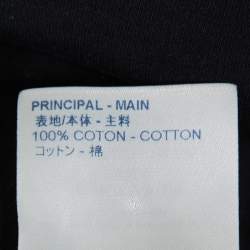 PRINCIPAL - MAIN
表地/本体 - 主料
100% COTON - COTTON
コットン - 棉